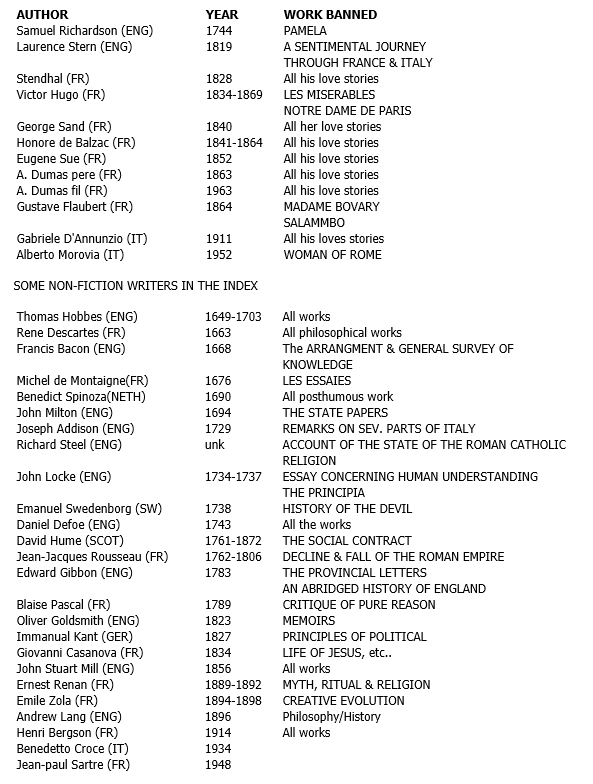 AUTHOR YEAR WORK BANNED
Samuel Richardson (ENG) 1744 PAMELA
Laurence Stern (ENG) 1819 A SENTIMENTAL JOURNEY
THROUGH FRANCE & ITALY
Stendhal (FR) 1828 All his love stories
Victor Hugo (FR) 1834-1869 LES MISERABLES
NOTRE DAME DE PARIS
George Sand (FR) 1840 All her love stories
Honore de Balzac (FR) 1841-1864 All his love stories
Eugene Sue (FR) 1852 All his love stories
A. Dumas pere (FR) 1863 All his love stories
A. Dumas fil (FR) 1963 All his love stories
Gustave Flaubert (FR) 1864 MADAME BOVARY
SALAMMBO
Gabriele D'Annunzio (IT) 1911 All his loves stories
Alberto Morovia (IT) 1952 WOMAN OF ROME
SOME NON-FICTION WRITERS IN THE INDEX
Thomas Hobbes (ENG) 1649-1703 All works
Rene Descartes (FR) 1663 All philosophical works
Francis Bacon (ENG) 1668 The ARRANGMENT & GENERAL SURVEY OF
KNOWLEDGE
Michel de Montaigne(FR) 1676 LES ESSAIES
Benedict Spinoza(NETH) 1690 All posthumous work
John Milton (ENG) 1694 THE STATE PAPERS
Joseph Addison (ENG) 1729 REMARKS ON SEV. PARTS OF ITALY
Richard Steel (ENG) unk ACCOUNT OF THE STATE OF THE ROMAN CATHOLIC
RELIGION
John Locke (ENG) 1734-1737 ESSAY CONCERNING HUMAN UNDERSTANDING
THE PRINCIPIA
Emanuel Swedenborg (SW) 1738 HISTORY OF THE DEVIL
Daniel Defoe (ENG) 1743 All the works
David Hume (SCOT) 1761-1872 THE SOCIAL CONTRACT
Jean-Jacques Rousseau (FR) 1762-1806 DECLINE & FALL OF THE ROMAN EMPIRE
Edward Gibbon (ENG) 1783 THE PROVINCIAL LETTERS
AN ABRIDGED HISTORY OF ENGLAND
Blaise Pascal (FR) 1789 CRITIQUE OF PURE REASON
Oliver Goldsmith (ENG) 1823 MEMOIRS
Immanual Kant (GER) 1827 PRINCIPLES OF POLITICAL
Giovanni Casanova (FR) 1834 LIFE OF JESUS, etc..
John Stuart Mill (ENG) 1856 All works
Ernest Renan (FR) 1889-1892 MYTH, RITUAL & RELIGION
Emile Zola (FR) 1894-1898 CREATIVE EVOLUTION
Andrew Lang (ENG) 1896 Philosophy/History
Henri Bergson (FR) 1914 All works
Benedetto Croce (IT) 1934
Jean-paul Sartre (FR) 1948